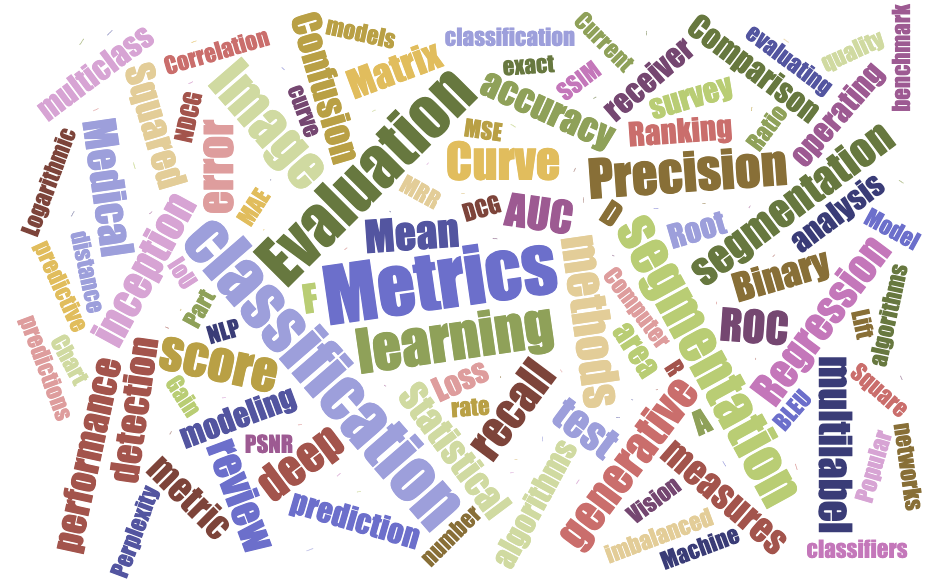 multiclass
Correlation
Confusion
models
classification
Current
Comparison
evaluating
quality
benchmark
Squared
NDCG
Image
curve
Matrix
exact
SSIM
receiver
accuracy
survey
Ratio
operating
Logarithmic
Medical
error
MAE
Evaluation
MSE
Curve
MRR
DCG
AUC
Ranking
Precision
D
segmentation
analysis
Model
distance
predictive
inception
IoU
Classification
Part
NLP
F
Mean
Metrics
learning
methods
computer
area
Segmentation
Root
Binary
ROC
Regression
Lift
algorithms
predictions
Chart
performance
detection
score
Gain
modeling
PSNR
review
metric
Perplexity
deep
prediction
Statistical
Loss
rate
recall
number
algorithms
test
generative
R
A
BLEU
multilabel
square
Popular
networks
measures
Vision
imbalanced
Machine
classifiers